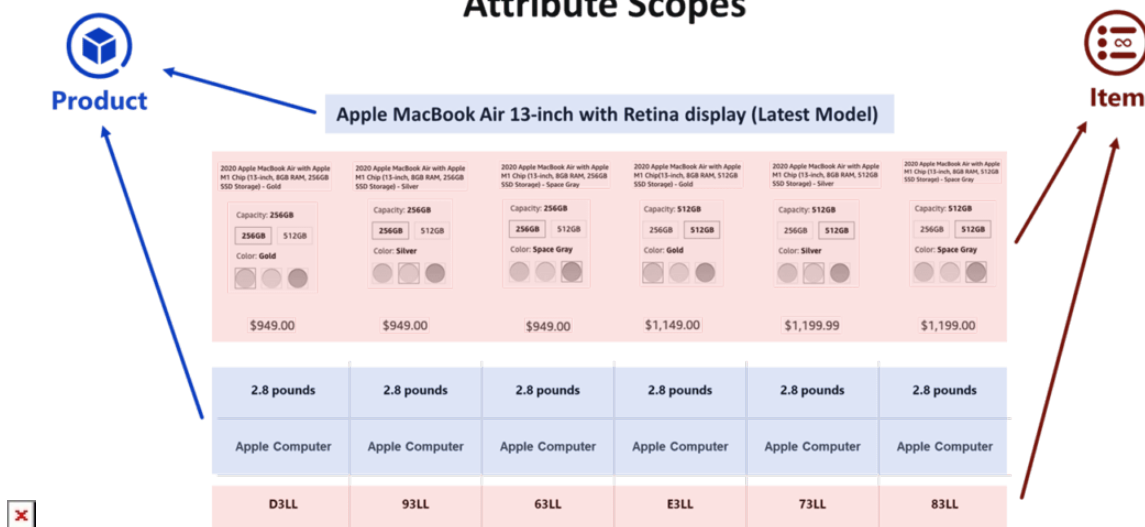 Attribute Scopes
Product
Item
Apple MacBook Air 13-inch with Retina display (Latest Model)
2020 Apple MacBook Air with Apple
M1 Chip (13-inch, 8GB RAM, 256GB
SSD Storage) - Gold
Capacity: 256GB
256GB 512GB
Color: Gold
$949.00
2020 Apple MacBook Air with Apple
M1 Chip (13-inch, 8GB RAM, 256GB
SSD Storage) - Silver
Capacity: 256GB
256GB 512GB
Color: Silver
$949.00
2020 Apple MacBook Air with Apple
M1 Chip (13-inch, 8GB RAM, 256GB
SSD Storage) - Space Gray
Capacity: 256GB
256GB 512GB
Color: Space Gray
$949.00
2020 Apple MacBook Air with Apple
M1 Chip(13-inch, 8GB RAM, 512GB
SSD Storage) - Gold
Capacity: 512GB
256GB 512GB
Color: Gold
$1,149.00
2020 Apple MacBook Air with Apple
M1 Chip (13-inch, 8GB RAM, 512GB
SSD Storage) - Silver
Capacity: 512GB
256GB 512GB
Color: Silver
$1,199.99
2020 Apple MacBook Air with Apple
M1 Chip (13-inch, 8GB RAM, 512GB
SSD Storage) - Space Gray
Capacity: 512GB
256GB 512GB
Color: Space Gray
$1,199.00
2.8 pounds 2.8 pounds 2.8 pounds 2.8 pounds 2.8 pounds 2.8 pounds
Apple Computer Apple Computer Apple Computer Apple Computer Apple Computer Apple Computer
D3LL 93LL 63LL E3LL 73LL 83LL